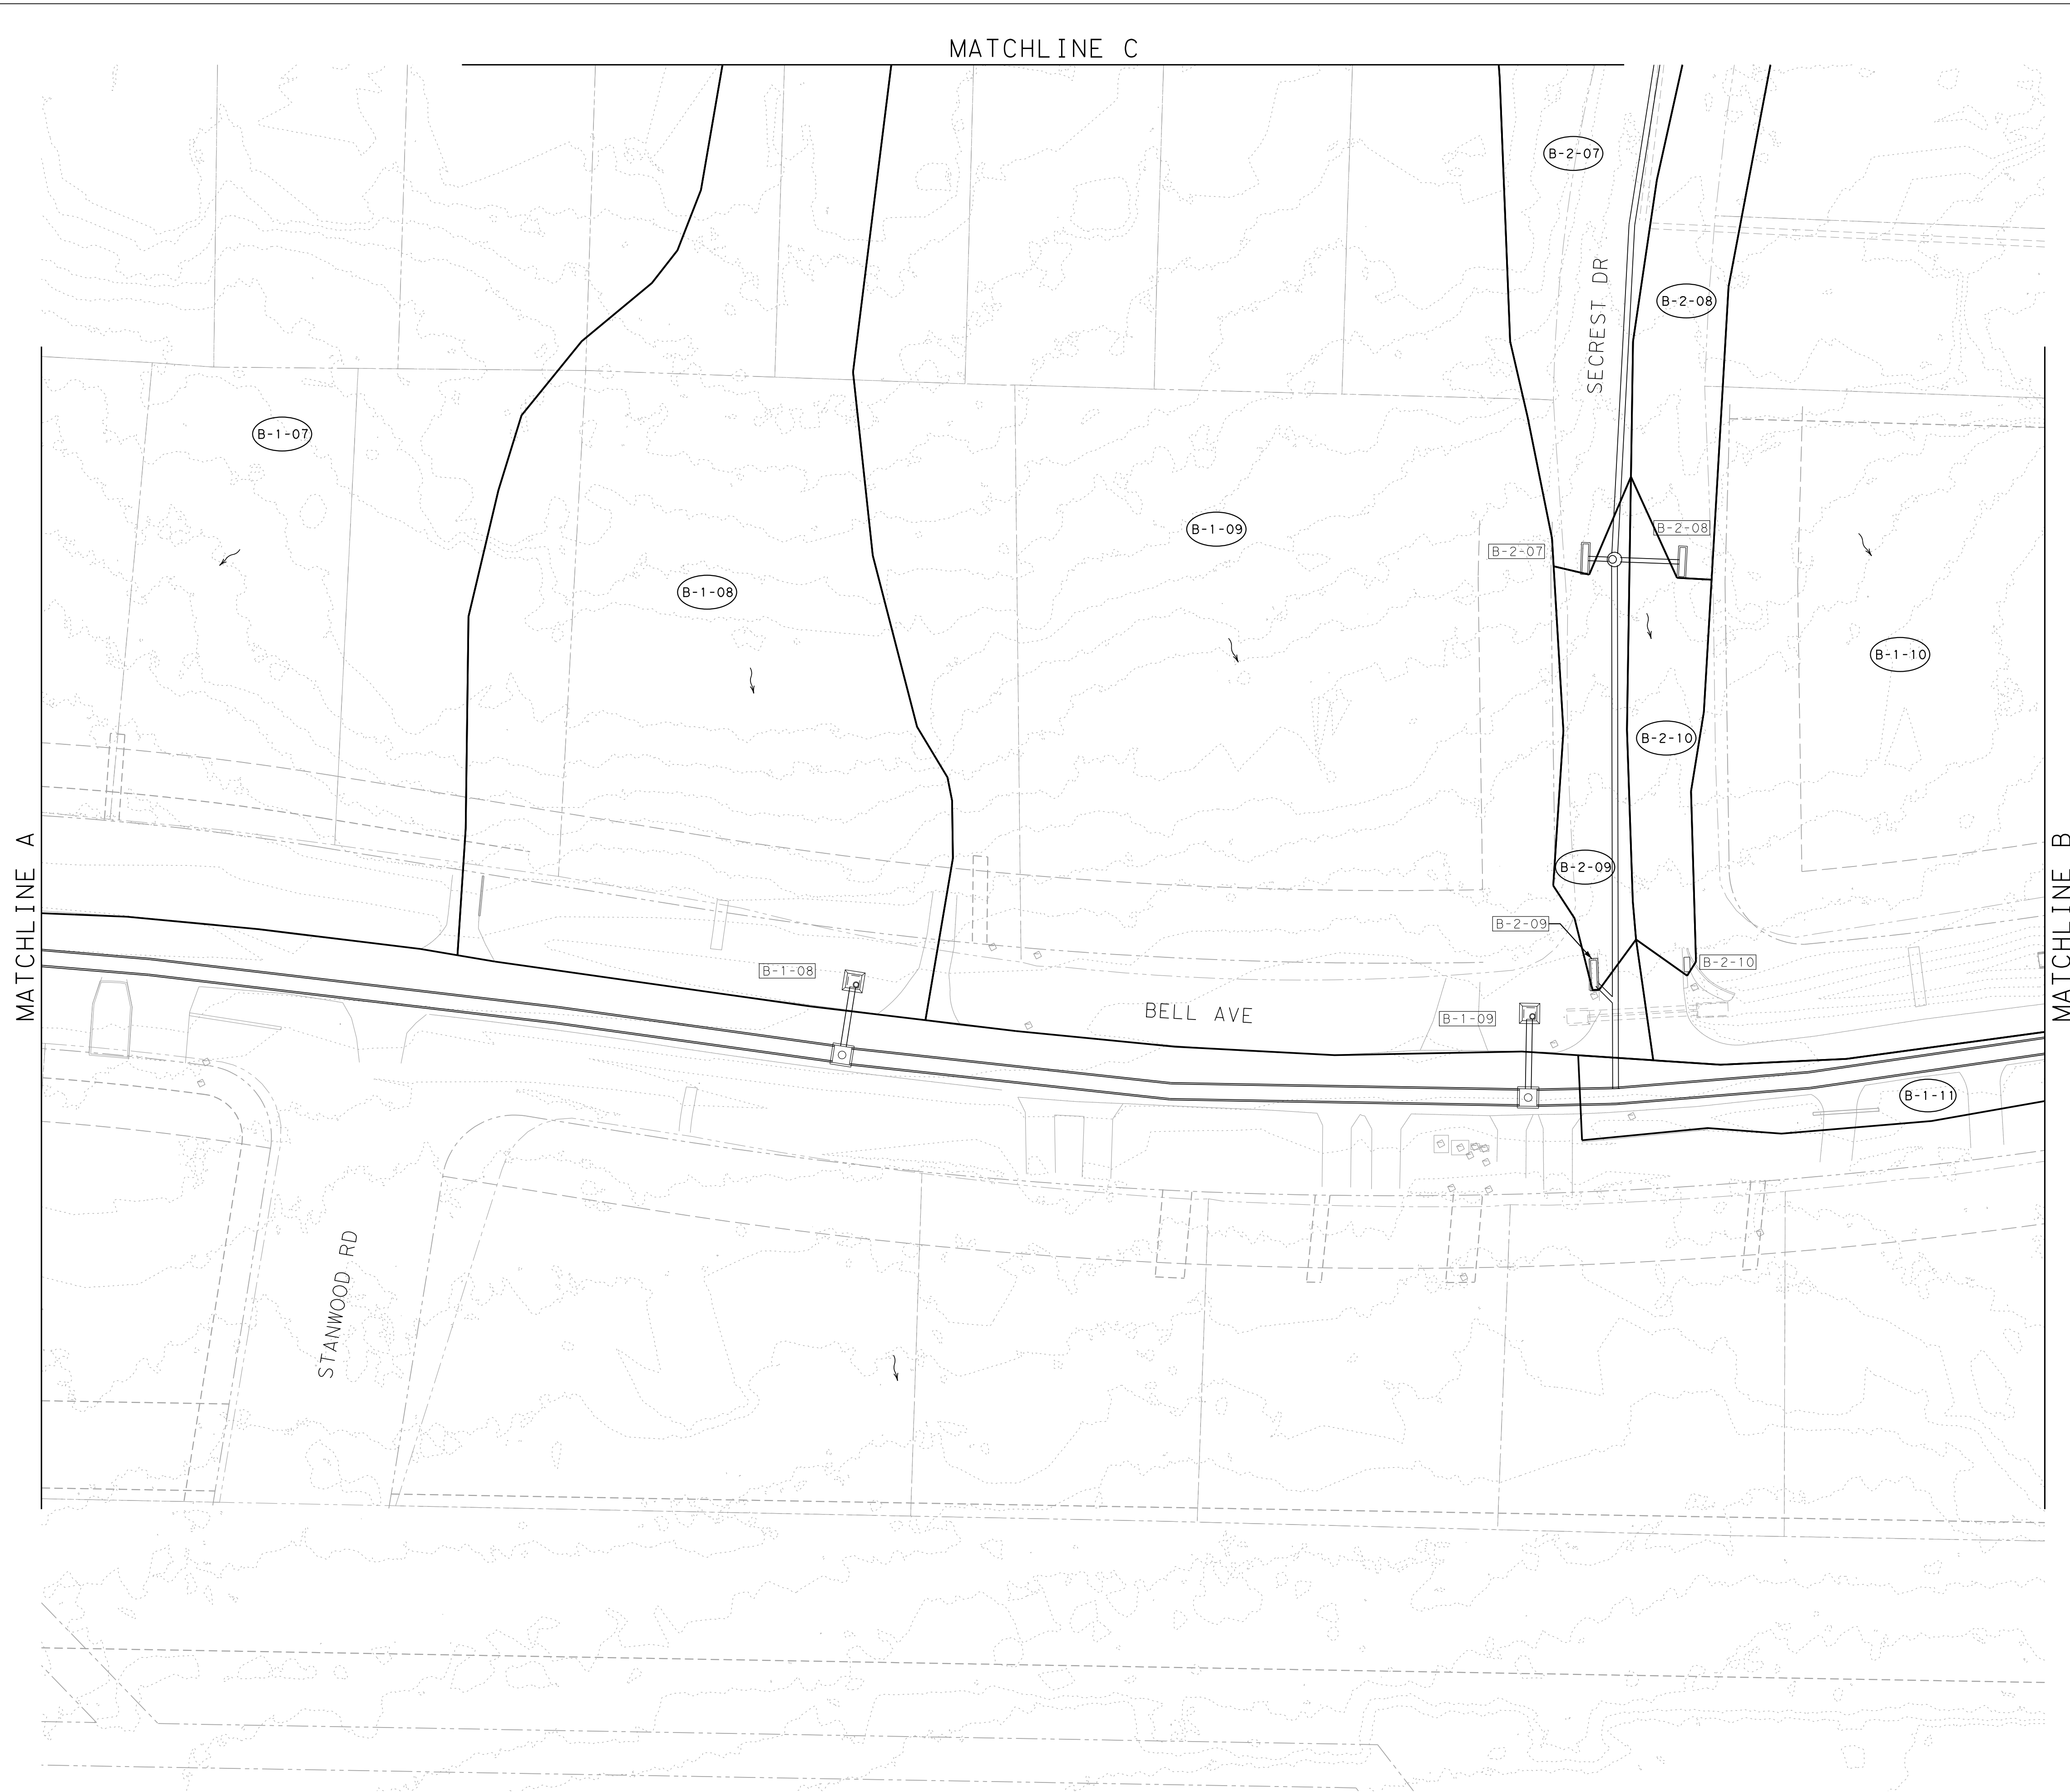 MATCHLINE C
B-2-07
SECREST DR
B-2-08
B-1-07
B-1-09
B-2-08
B-2-07
B-1-08
B-1-10
B-2-10
MATCHLINE A
MATCHLINE B
B-2-09
B-2-09
B-2-10
B-1-08
BELL AVE
B-1-09
B-1-11
STANWOOD RD